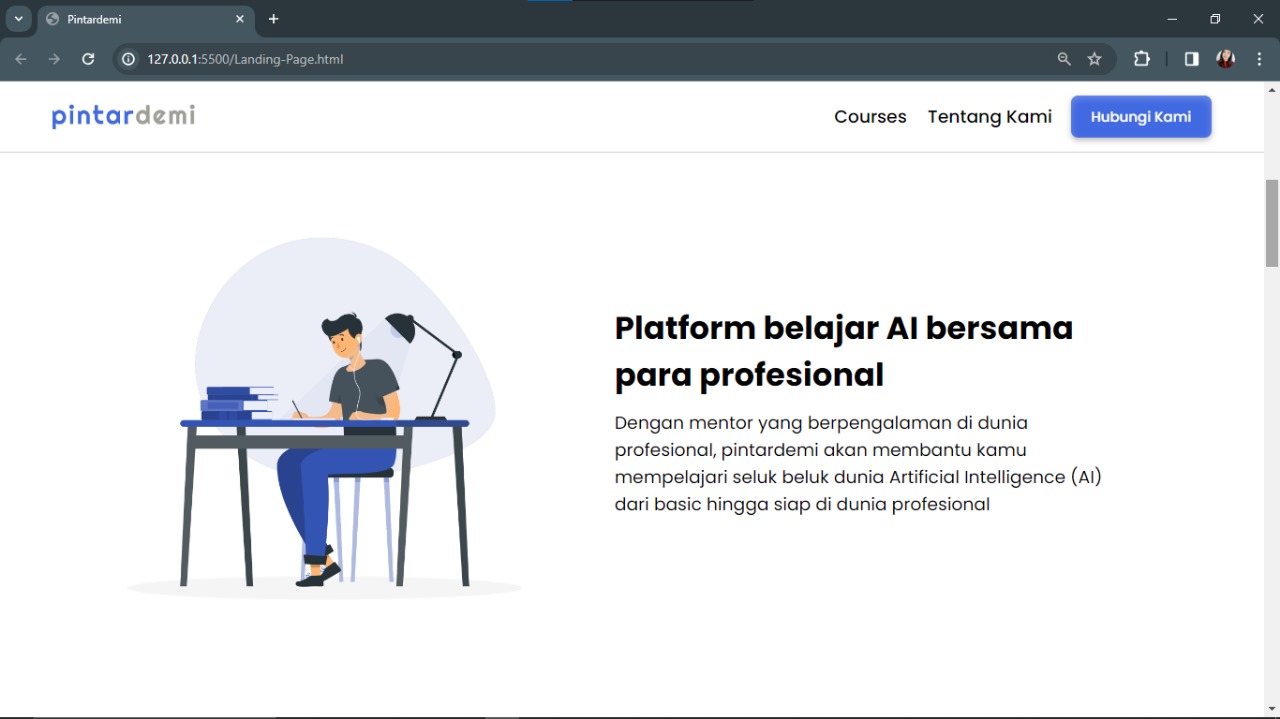 Pintardemi
127.0.0.1:5500/Landing-Page.html
pintardemi
Courses
Tentang Kami
Hubungi Kami
Platform belajar AI bersama
para profesional
Dengan mentor yang berpengalaman di dunia
profesional, pintardemi akan membantu kamu
mempelajari seluk beluk dunia Artificial Intelligence (AI)
dari basic hingga siap di dunia profesional